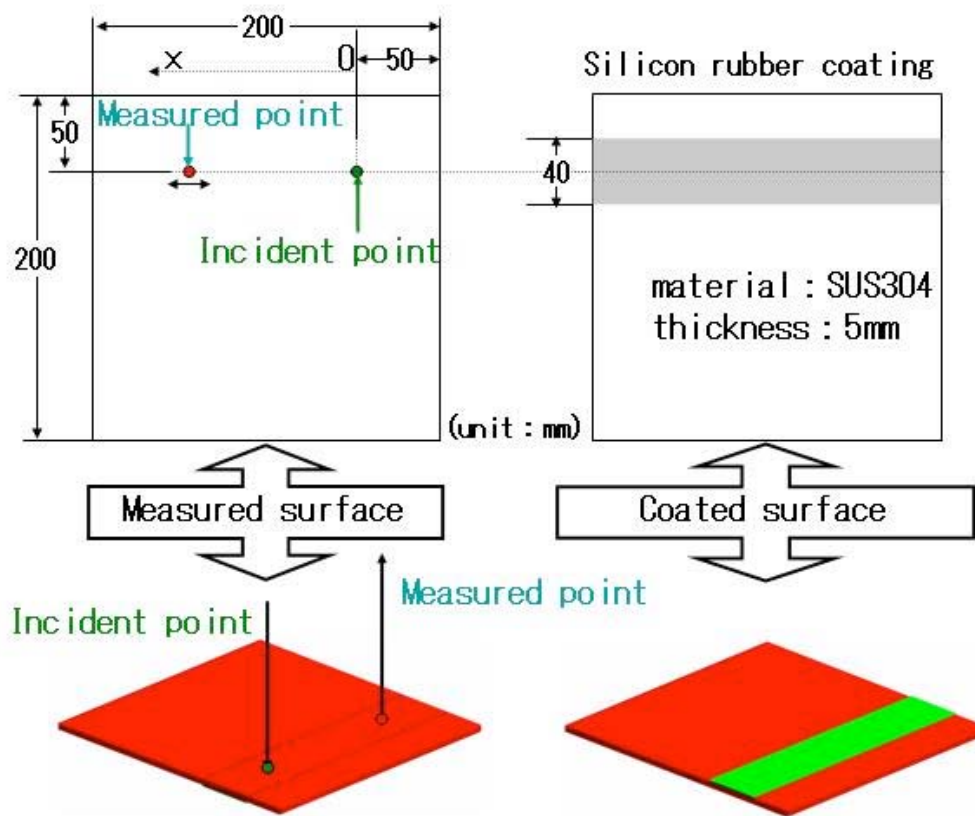 200
x
0
50
Silicon rubber coating
50
Measured point
40
Incident point
200
material : SUS304
thickness : 5mm
(unit : mm)
Measured surface
Coated surface
Measured point
Incident point